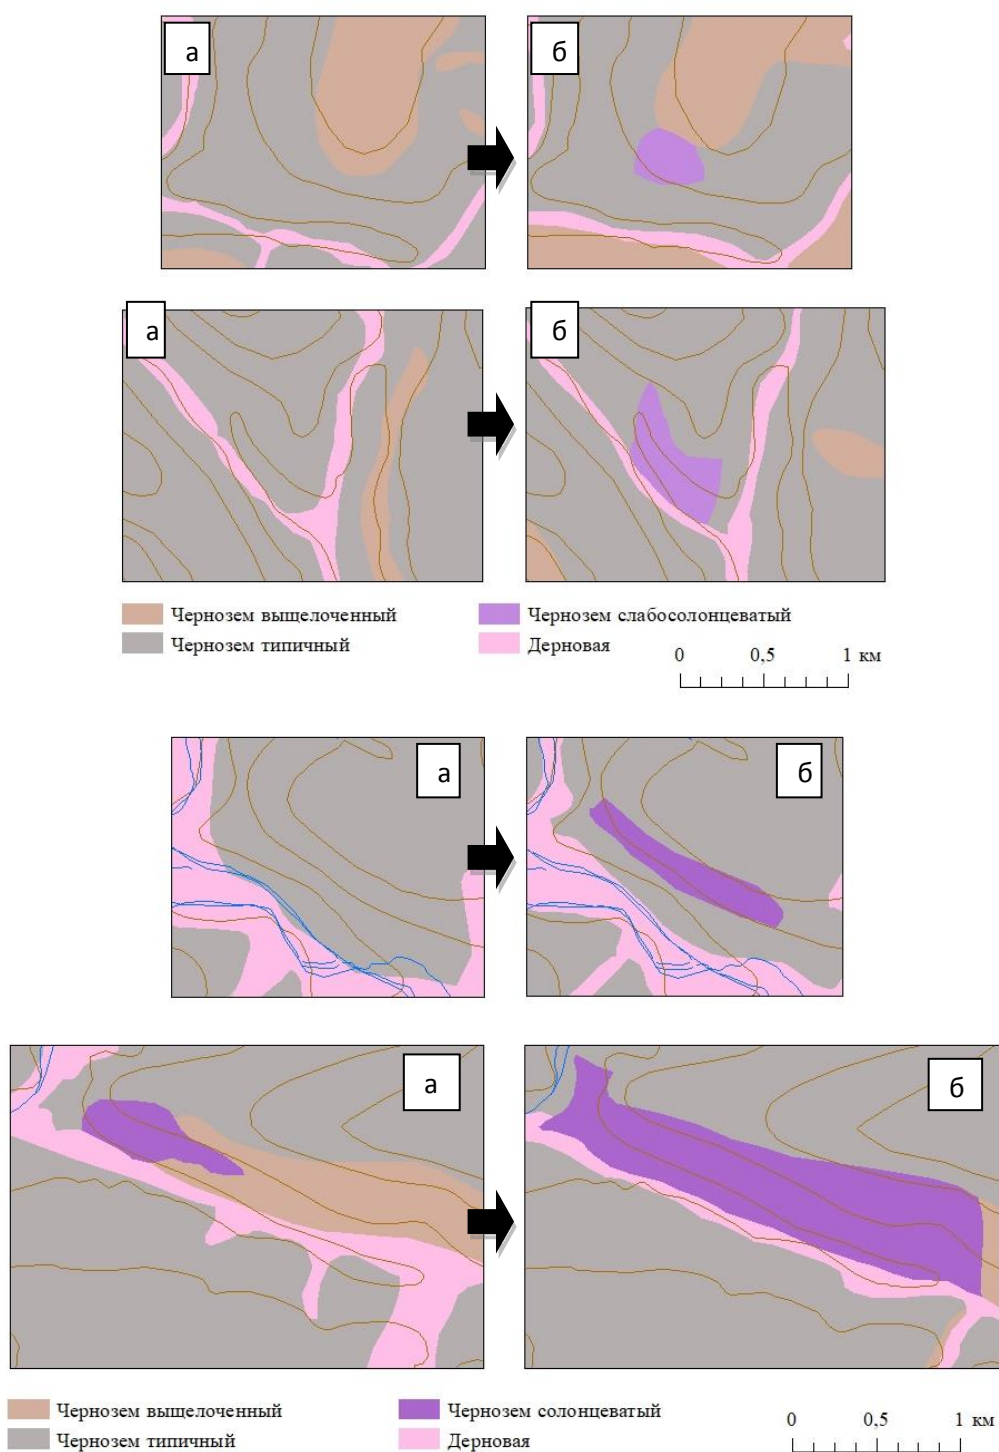 а
б
а
б
Чернозем выщелоченный
Чернозем слабосолонцеватый
Чернозем типичный
Дерновая
0 0,5 1 км
а
б
а
б
Чернозем выщелоченный
Чернозем солонцеватый
Чернозем типичный
Дерновая
0 0,5 1 км